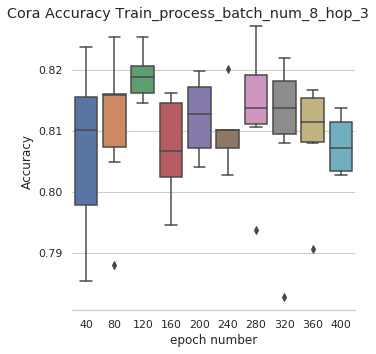 Cora Accuracy Train_process_batch_num_8_hop_3
0.82
0.81
0.80
0.79
Accuracy
40 80 120 160 200 240 280 320 360 400
epoch number